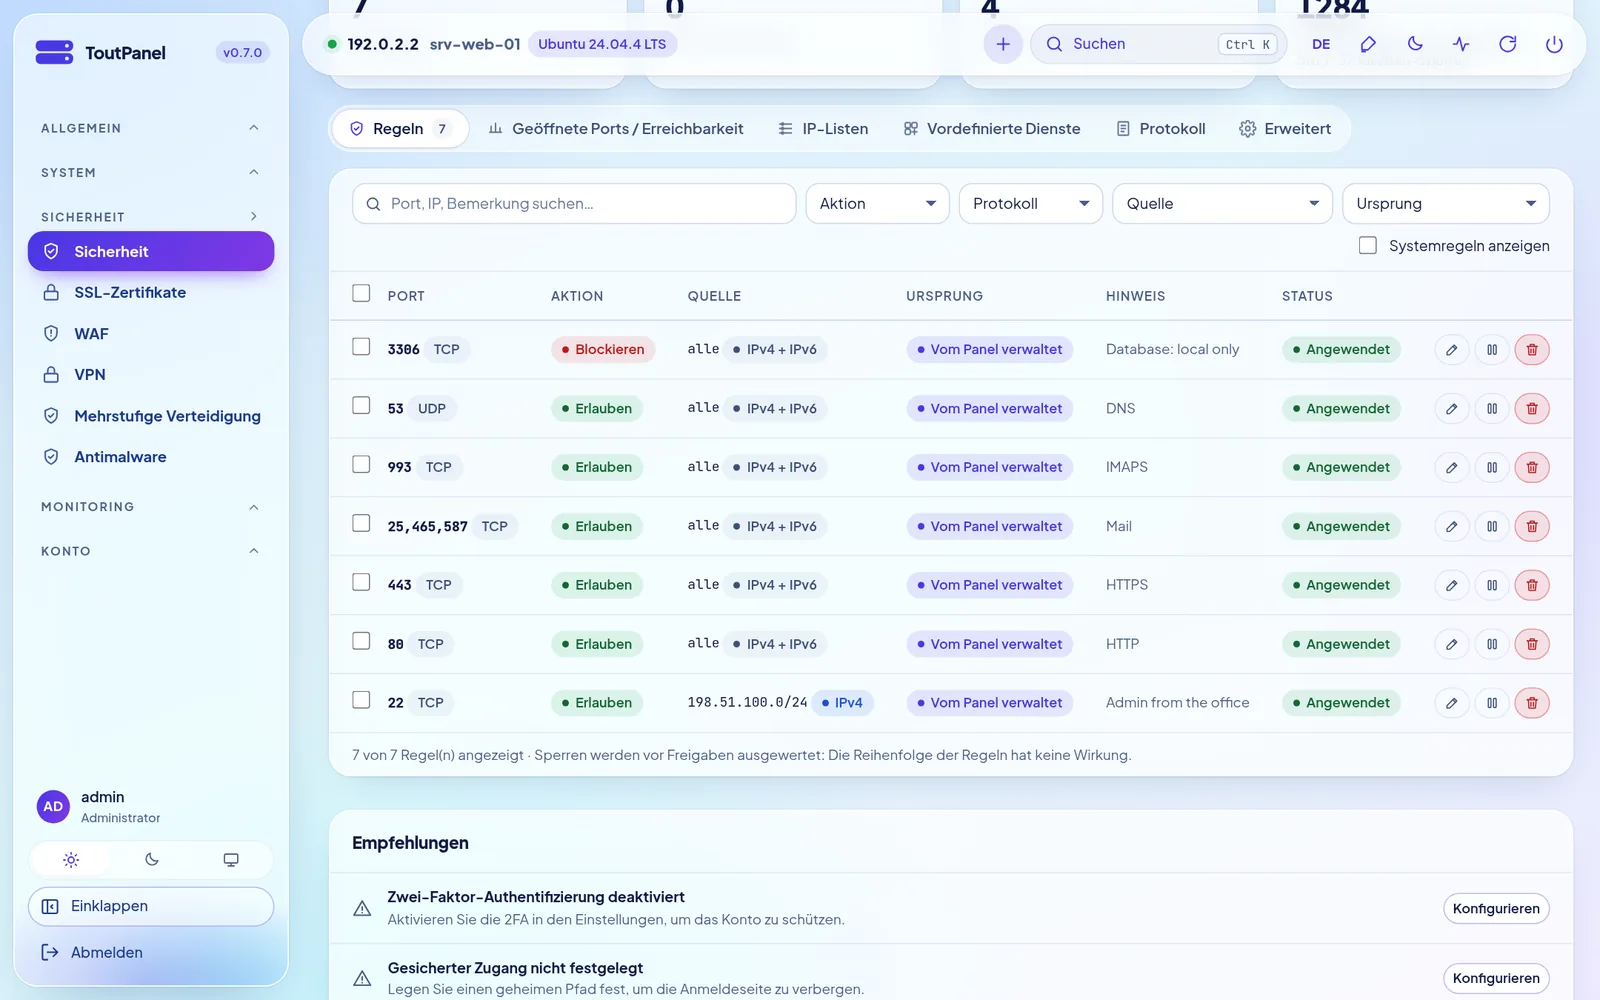 ToutPanel v0.7.0
ALLGEMEIN
SYSTEM
SICHERHEIT
Sicherheit
SSL-Zertifikate
WAF
VPN
Mehrstufige Verteidigung
Antimalware
MONITORING
KONTO
AD admin
Administrator
Einklappen
Abmelden
7 0 4 1284
192.0.2.2 srv-web-01 Ubuntu 24.04.4 LTS Suchen Ctrl K DE
Regeln 7 Geöffnete Ports / Erreichbarkeit IP-Listen Vordefinierte Dienste Protokoll Erweitert
Port, IP, Bemerkung suchen... Aktion Protokoll Quelle Ursprung
Systemregeln anzeigen
PORT AKTION QUELLE URSPRUNG HINWEIS STATUS
3306 TCP Blockieren alle IPv4 + IPv6 Vom Panel verwaltet Database: local only Angewendet
53 UDP Erlauben alle IPv4 + IPv6 Vom Panel verwaltet DNS Angewendet
993 TCP Erlauben alle IPv4 + IPv6 Vom Panel verwaltet IMAPS Angewendet
25,465,587 TCP Erlauben alle IPv4 + IPv6 Vom Panel verwaltet Mail Angewendet
443 TCP Erlauben alle IPv4 + IPv6 Vom Panel verwaltet HTTPS Angewendet
80 TCP Erlauben alle IPv4 + IPv6 Vom Panel verwaltet HTTP Angewendet
22 TCP Erlauben 198.51.100.0/24 IPv4 Vom Panel verwaltet Admin from the office Angewendet
7 von 7 Regel(n) angezeigt · Sperren werden vor Freigaben ausgewertet: Die Reihenfolge der Regeln hat keine Wirkung.
Empfehlungen
Zwei-Faktor-Authentifizierung deaktiviert
Aktivieren Sie die 2FA in den Einstellungen, um das Konto zu schützen.
Konfigurieren
Gesicherter Zugang nicht festgelegt
Legen Sie einen geheimen Pfad fest, um die Anmeldeseite zu verbergen.
Konfigurieren